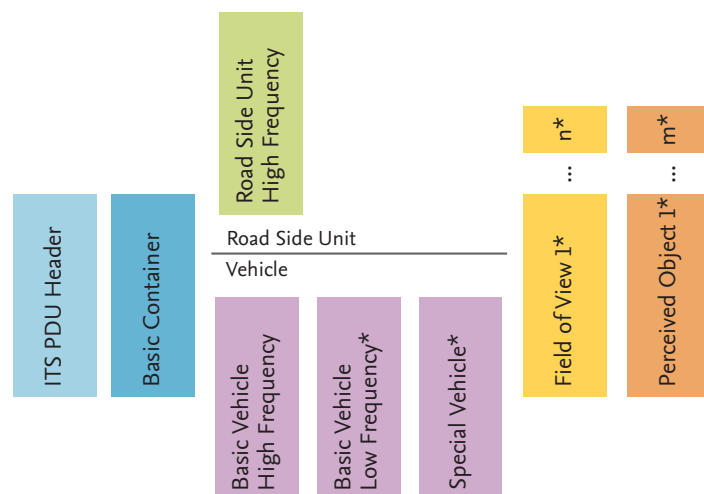 ITS PDU Header
Basic Container
Road Side Unit
High Frequency
Road Side Unit
Vehicle
Basic Vehicle
High Frequency
Basic Vehicle
Low Frequency*
Special Vehicle*
Field of View 1*
... n*
Perceived Object 1*
... m*